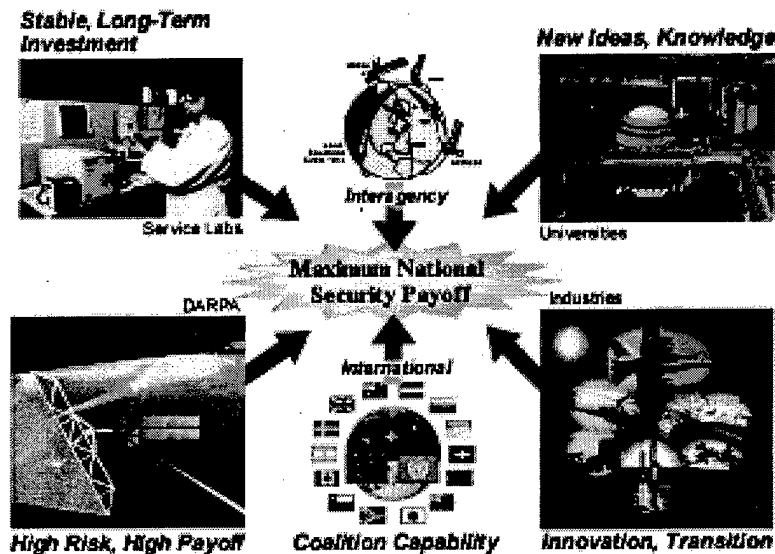 Stable, Long-Term
Investment
New Ideas, Knowledge
Interagency
Service Labs
Universities
Maximum National
Security Payoff
DARPA
Industries
International
High Risk, High Payoff
Coalition Capability
Innovation, Transition